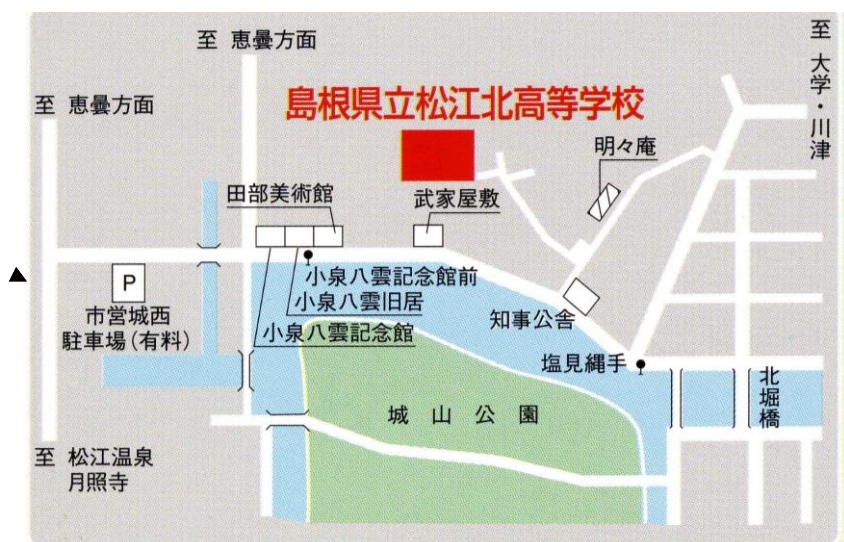 至 恵曇方面
至 恵曇方面
島根県立松江北高等学校
至 大学・川津
明々庵
田部美術館
武家屋敷
P
市営城西
駐車場(有料)
小泉八雲記念館前
小泉八雲旧居
小泉八雲記念館
知事公舎
塩見縄手
北堀橋
城山公園
至 松江温泉
月照寺